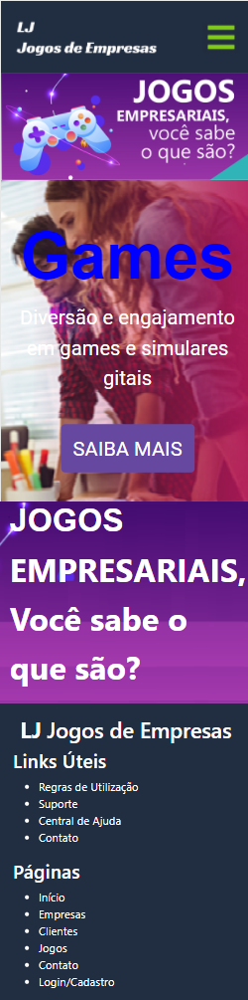 LJ
Jogos de Empresas
JOGOS
EMPRESARIAIS,
você sabe
o que são?
Games
Diversão e engajamento
em games e simulares
gitais
SAIBA MAIS
JOGOS
EMPRESARIAIS,
Você sabe o
que são?
LJ Jogos de Empresas
Links Úteis
Regras de Utilização
Suporte
Central de Ajuda
Contato
Páginas
Início
Empresas
Clientes
Jogos
Contato
Login/Cadastro